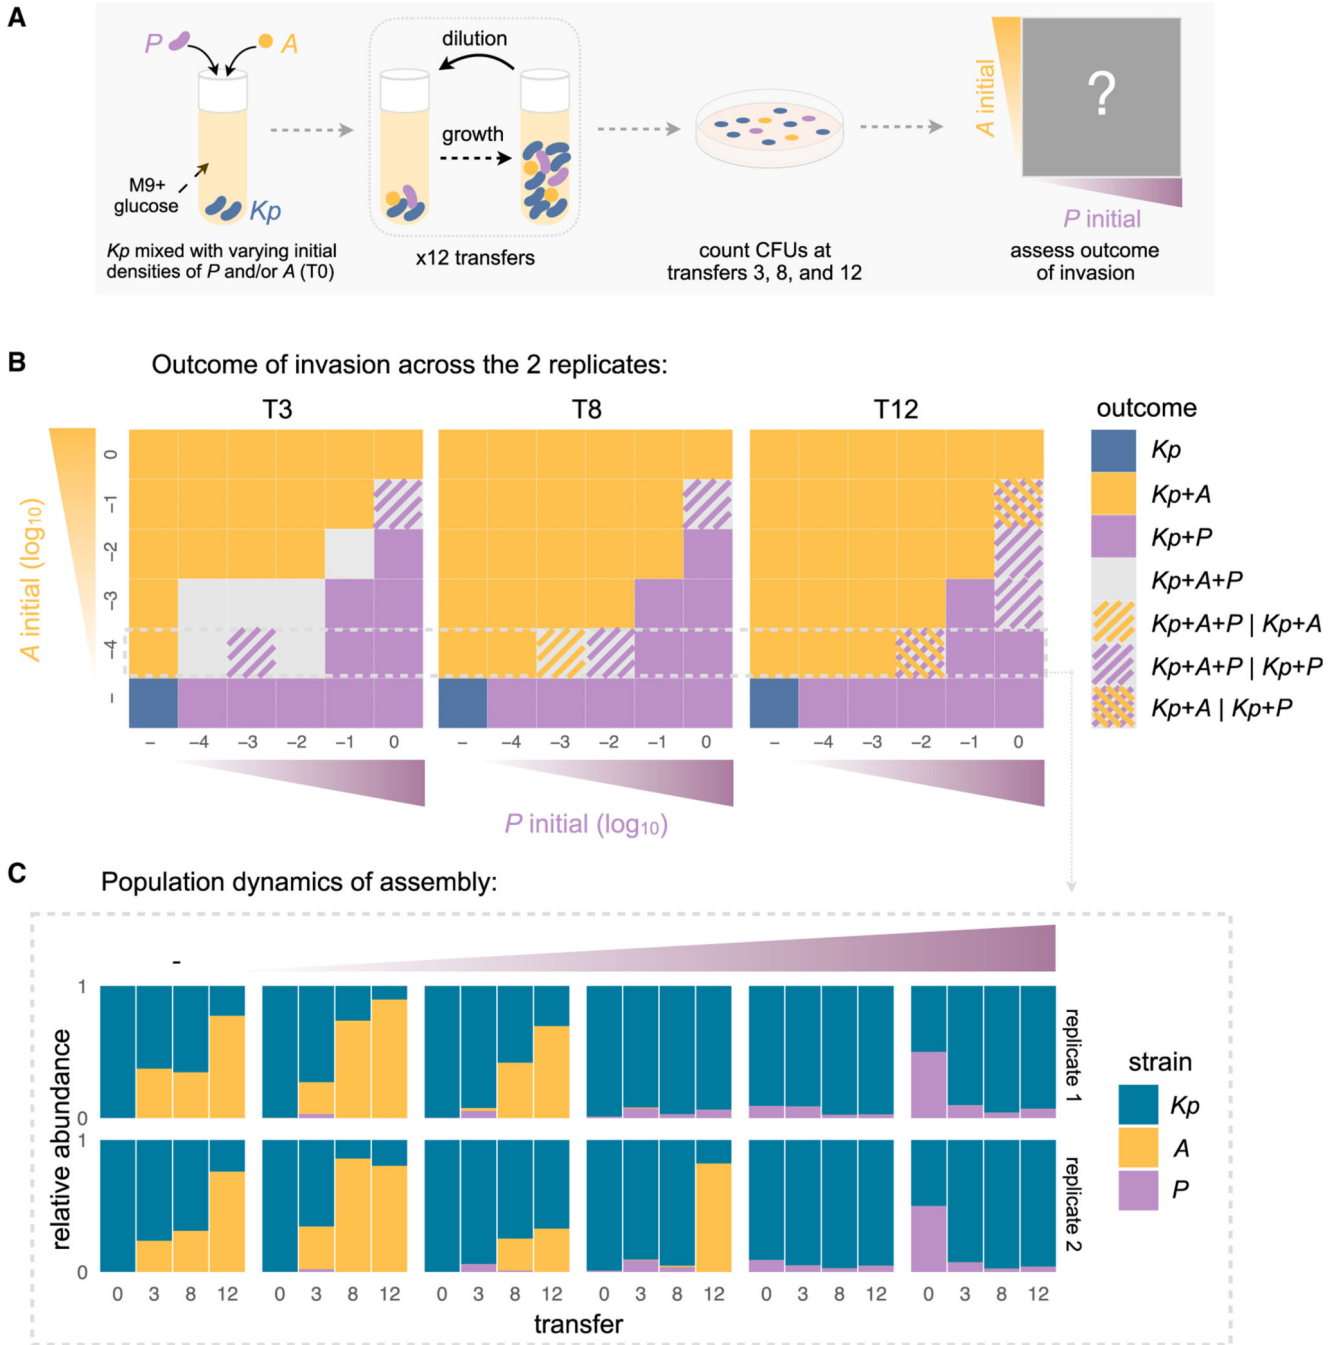 A
P
A
dilution
growth
M9+
glucose
Kp
Kp mixed with varying initial
densities of P and/or A (T0)
x12 transfers
count CFUs at
transfers 3, 8, and 12
A initial
?
P initial
assess outcome
of invasion
B
Outcome of invasion across the 2 replicates:
T3
T8
T12
outcome
A initial (log10)
0
−1
−2
−3
−4
−
Kp
Kp+A
Kp+P
Kp+A+P
Kp+A+P | Kp+A
Kp+A+P | Kp+P
Kp+A | Kp+P
− −4 −3 −2 −1 0
− −4 −3 −2 −1 0
− −4 −3 −2 −1 0
P initial (log10)
C
Population dynamics of assembly:
-
relative abundance
1
0
replicate 1
1
0
replicate 2
strain
Kp
A
P
0 3 8 12
0 3 8 12
0 3 8 12
0 3 8 12
0 3 8 12
0 3 8 12
transfer